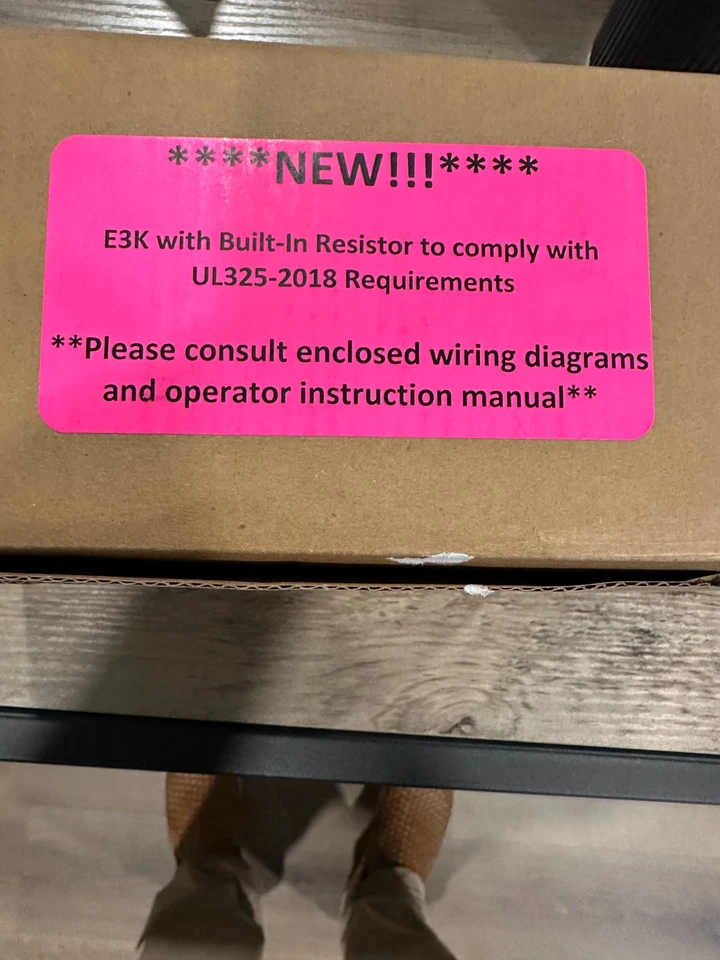 ****NEW!!!****
E3K with Built-In Resistor to comply with
UL325-2018 Requirements
**Please consult enclosed wiring diagrams
and operator instruction manual**